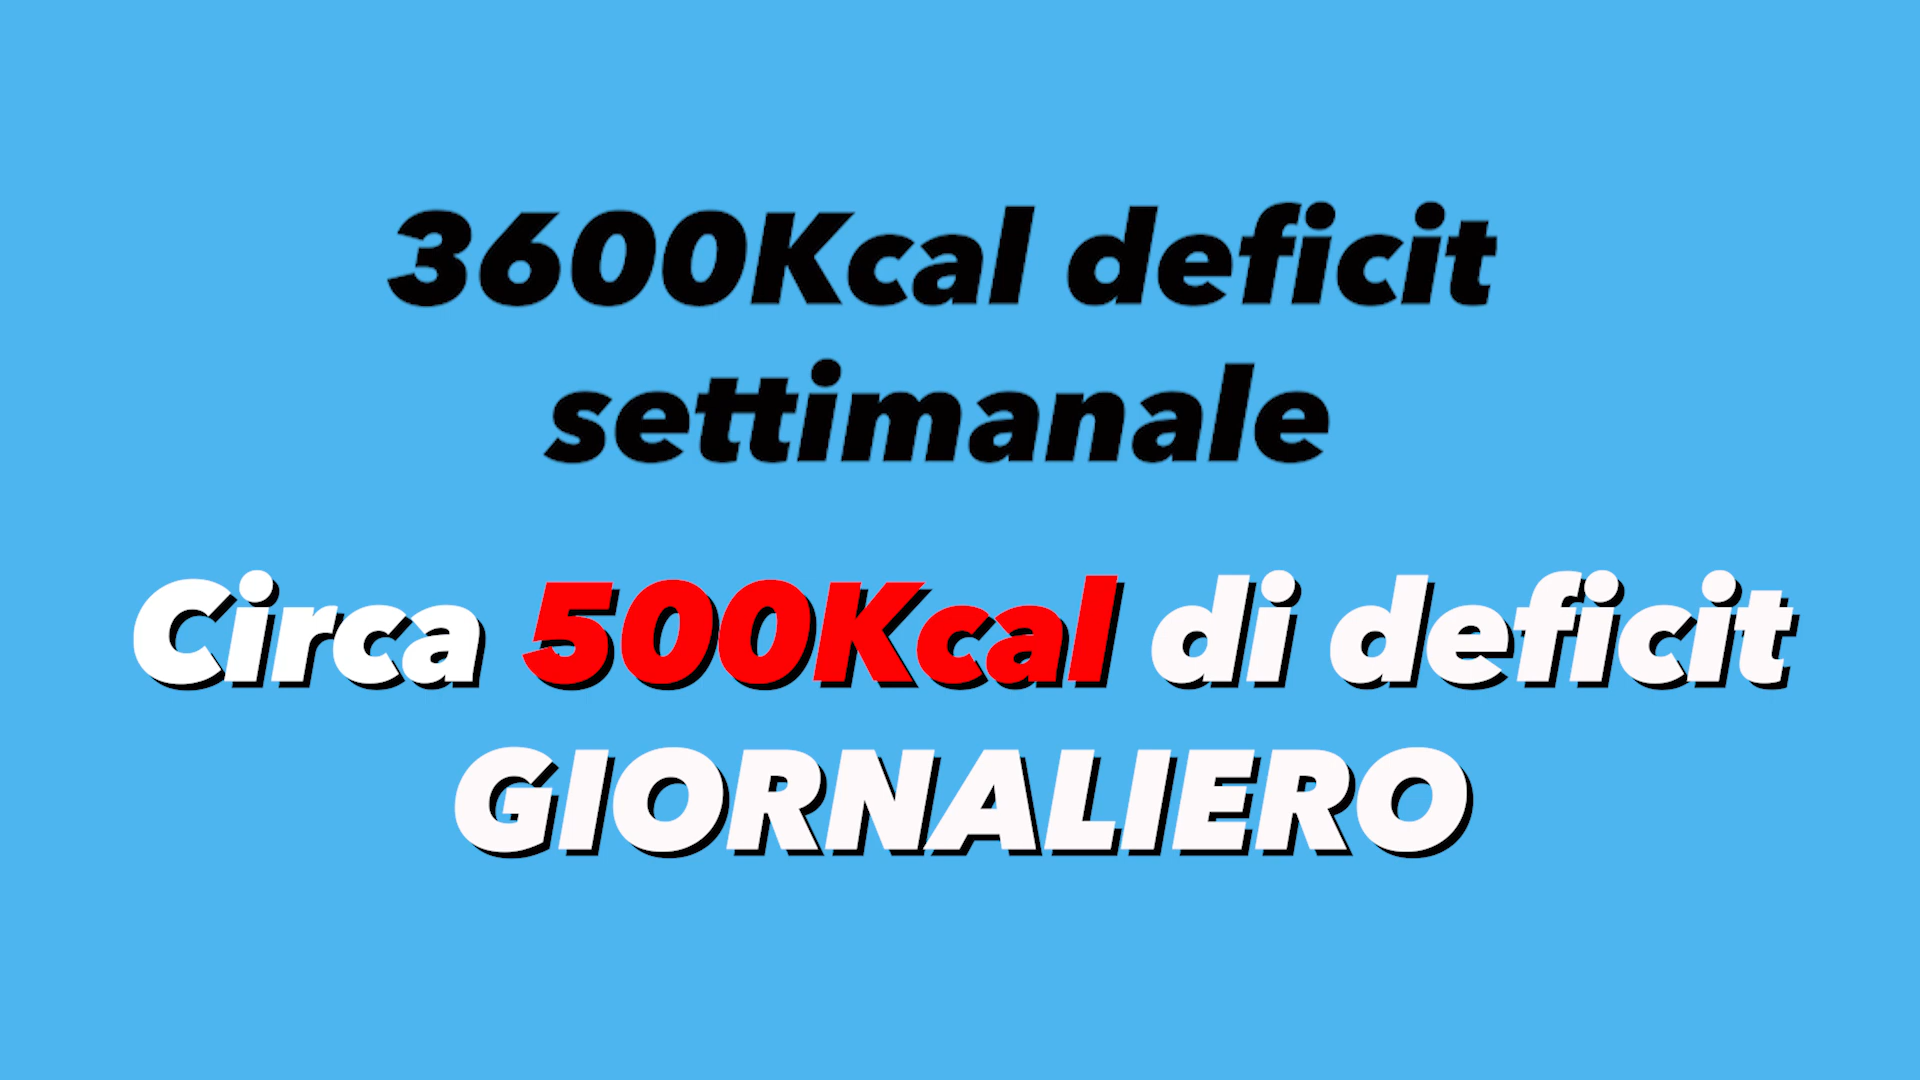 3600Kcal deficit
settimanale
Circa 500Kcal di deficit
GIORNALIERO